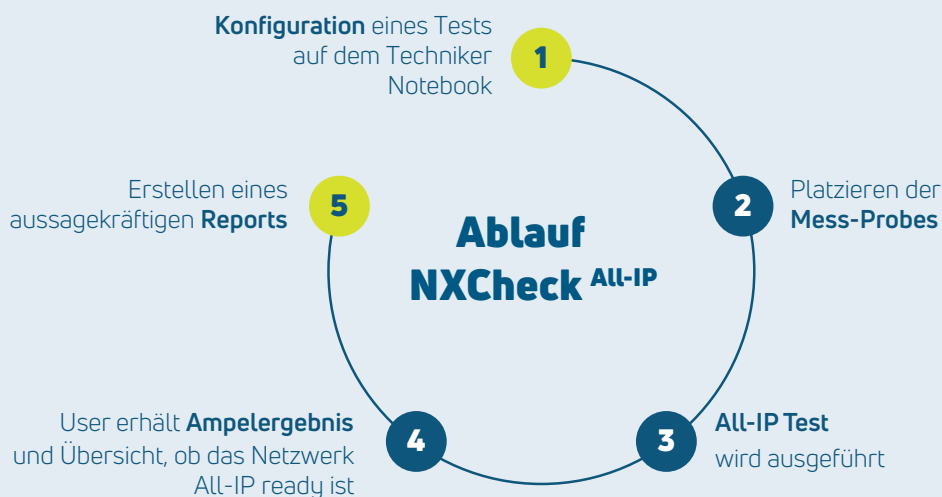 Konfiguration eines Tests
auf dem Techniker
Notebook
1
2
Platzieren der
Mess-Probes
Ablauf
NXCheck All-IP
3
All-IP Test
wird ausgeführt
4
User erhält Ampelergebnis
und Übersicht, ob das Netzwerk
All-IP ready ist
5
Erstellen eines
aussagekräftigen Reports